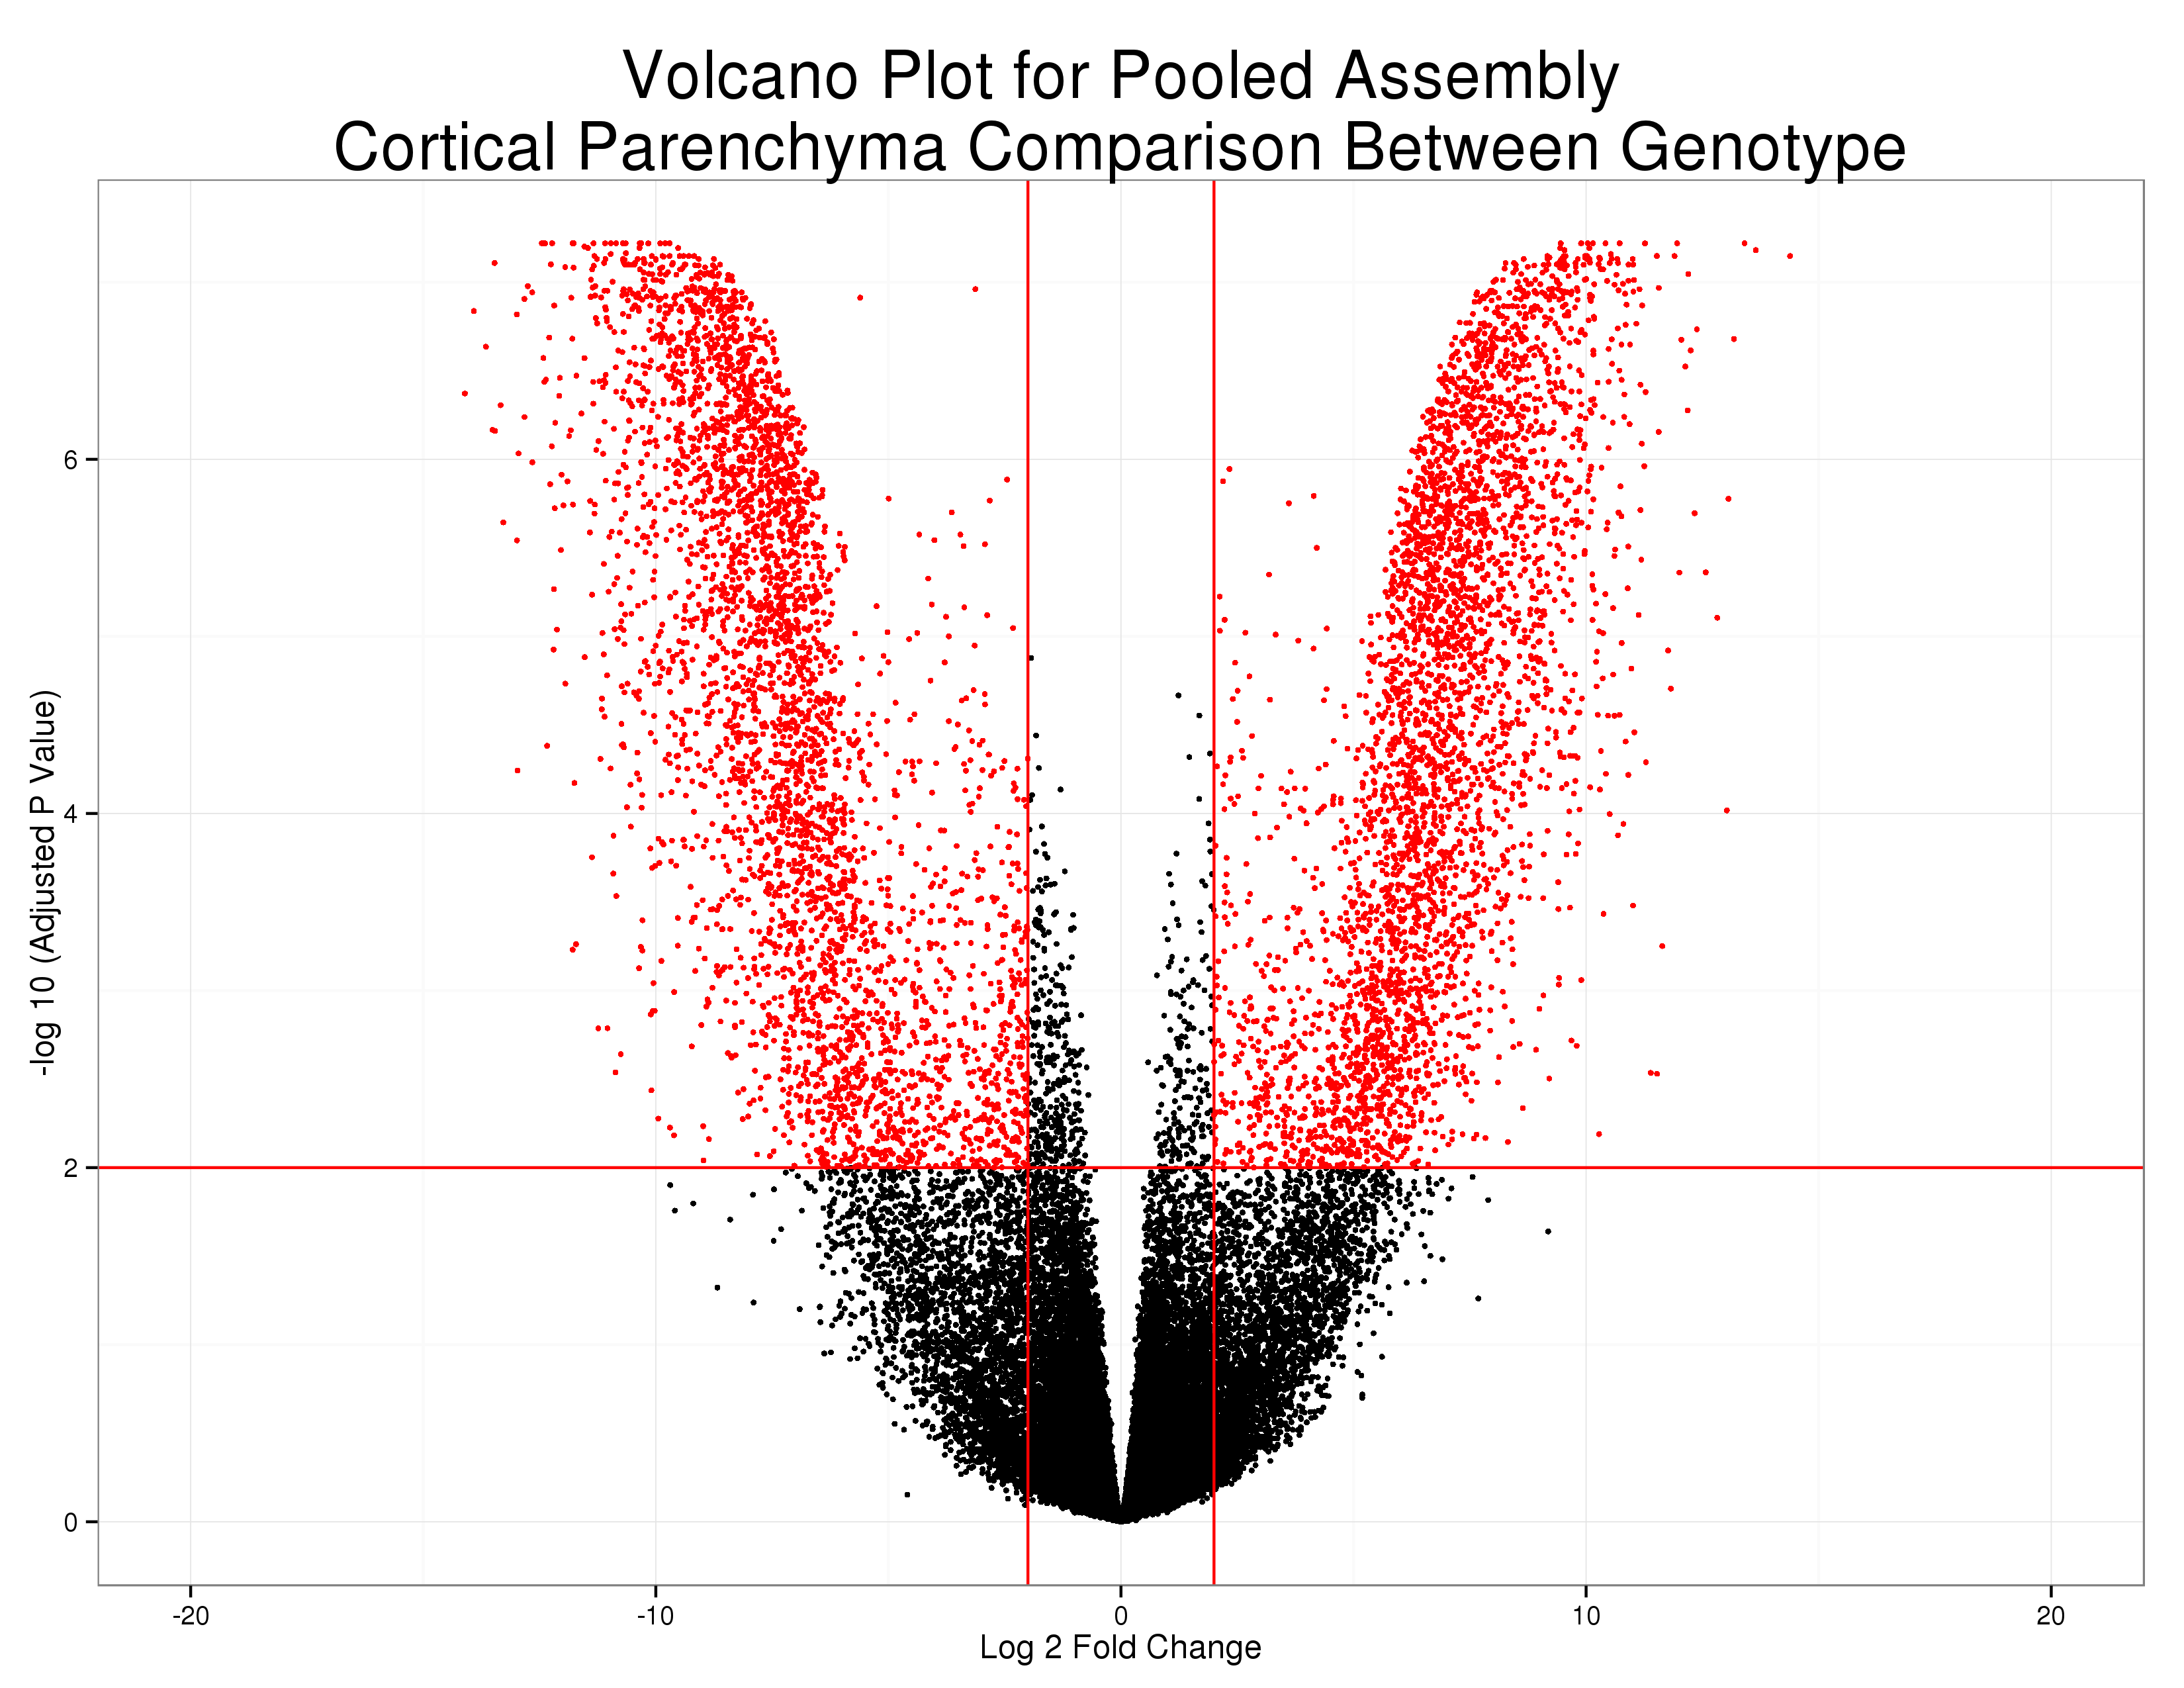 Volcano Plot for Pooled Assembly
Cortical Parenchyma Comparison Between Genotype
-log 10 (Adjusted P Value)
6
4
2
0
-20
-10
0
10
20
Log 2 Fold Change